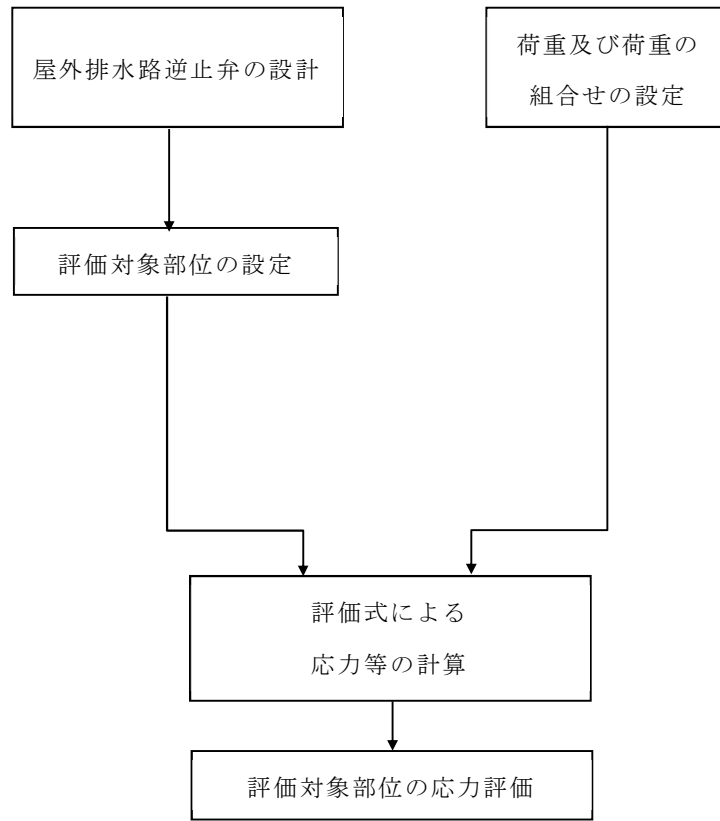 屋外排水路逆止弁の設計
荷重及び荷重の
組合せの設定
評価対象部位の設定
評価式による
応力等の計算
評価対象部位の応力評価